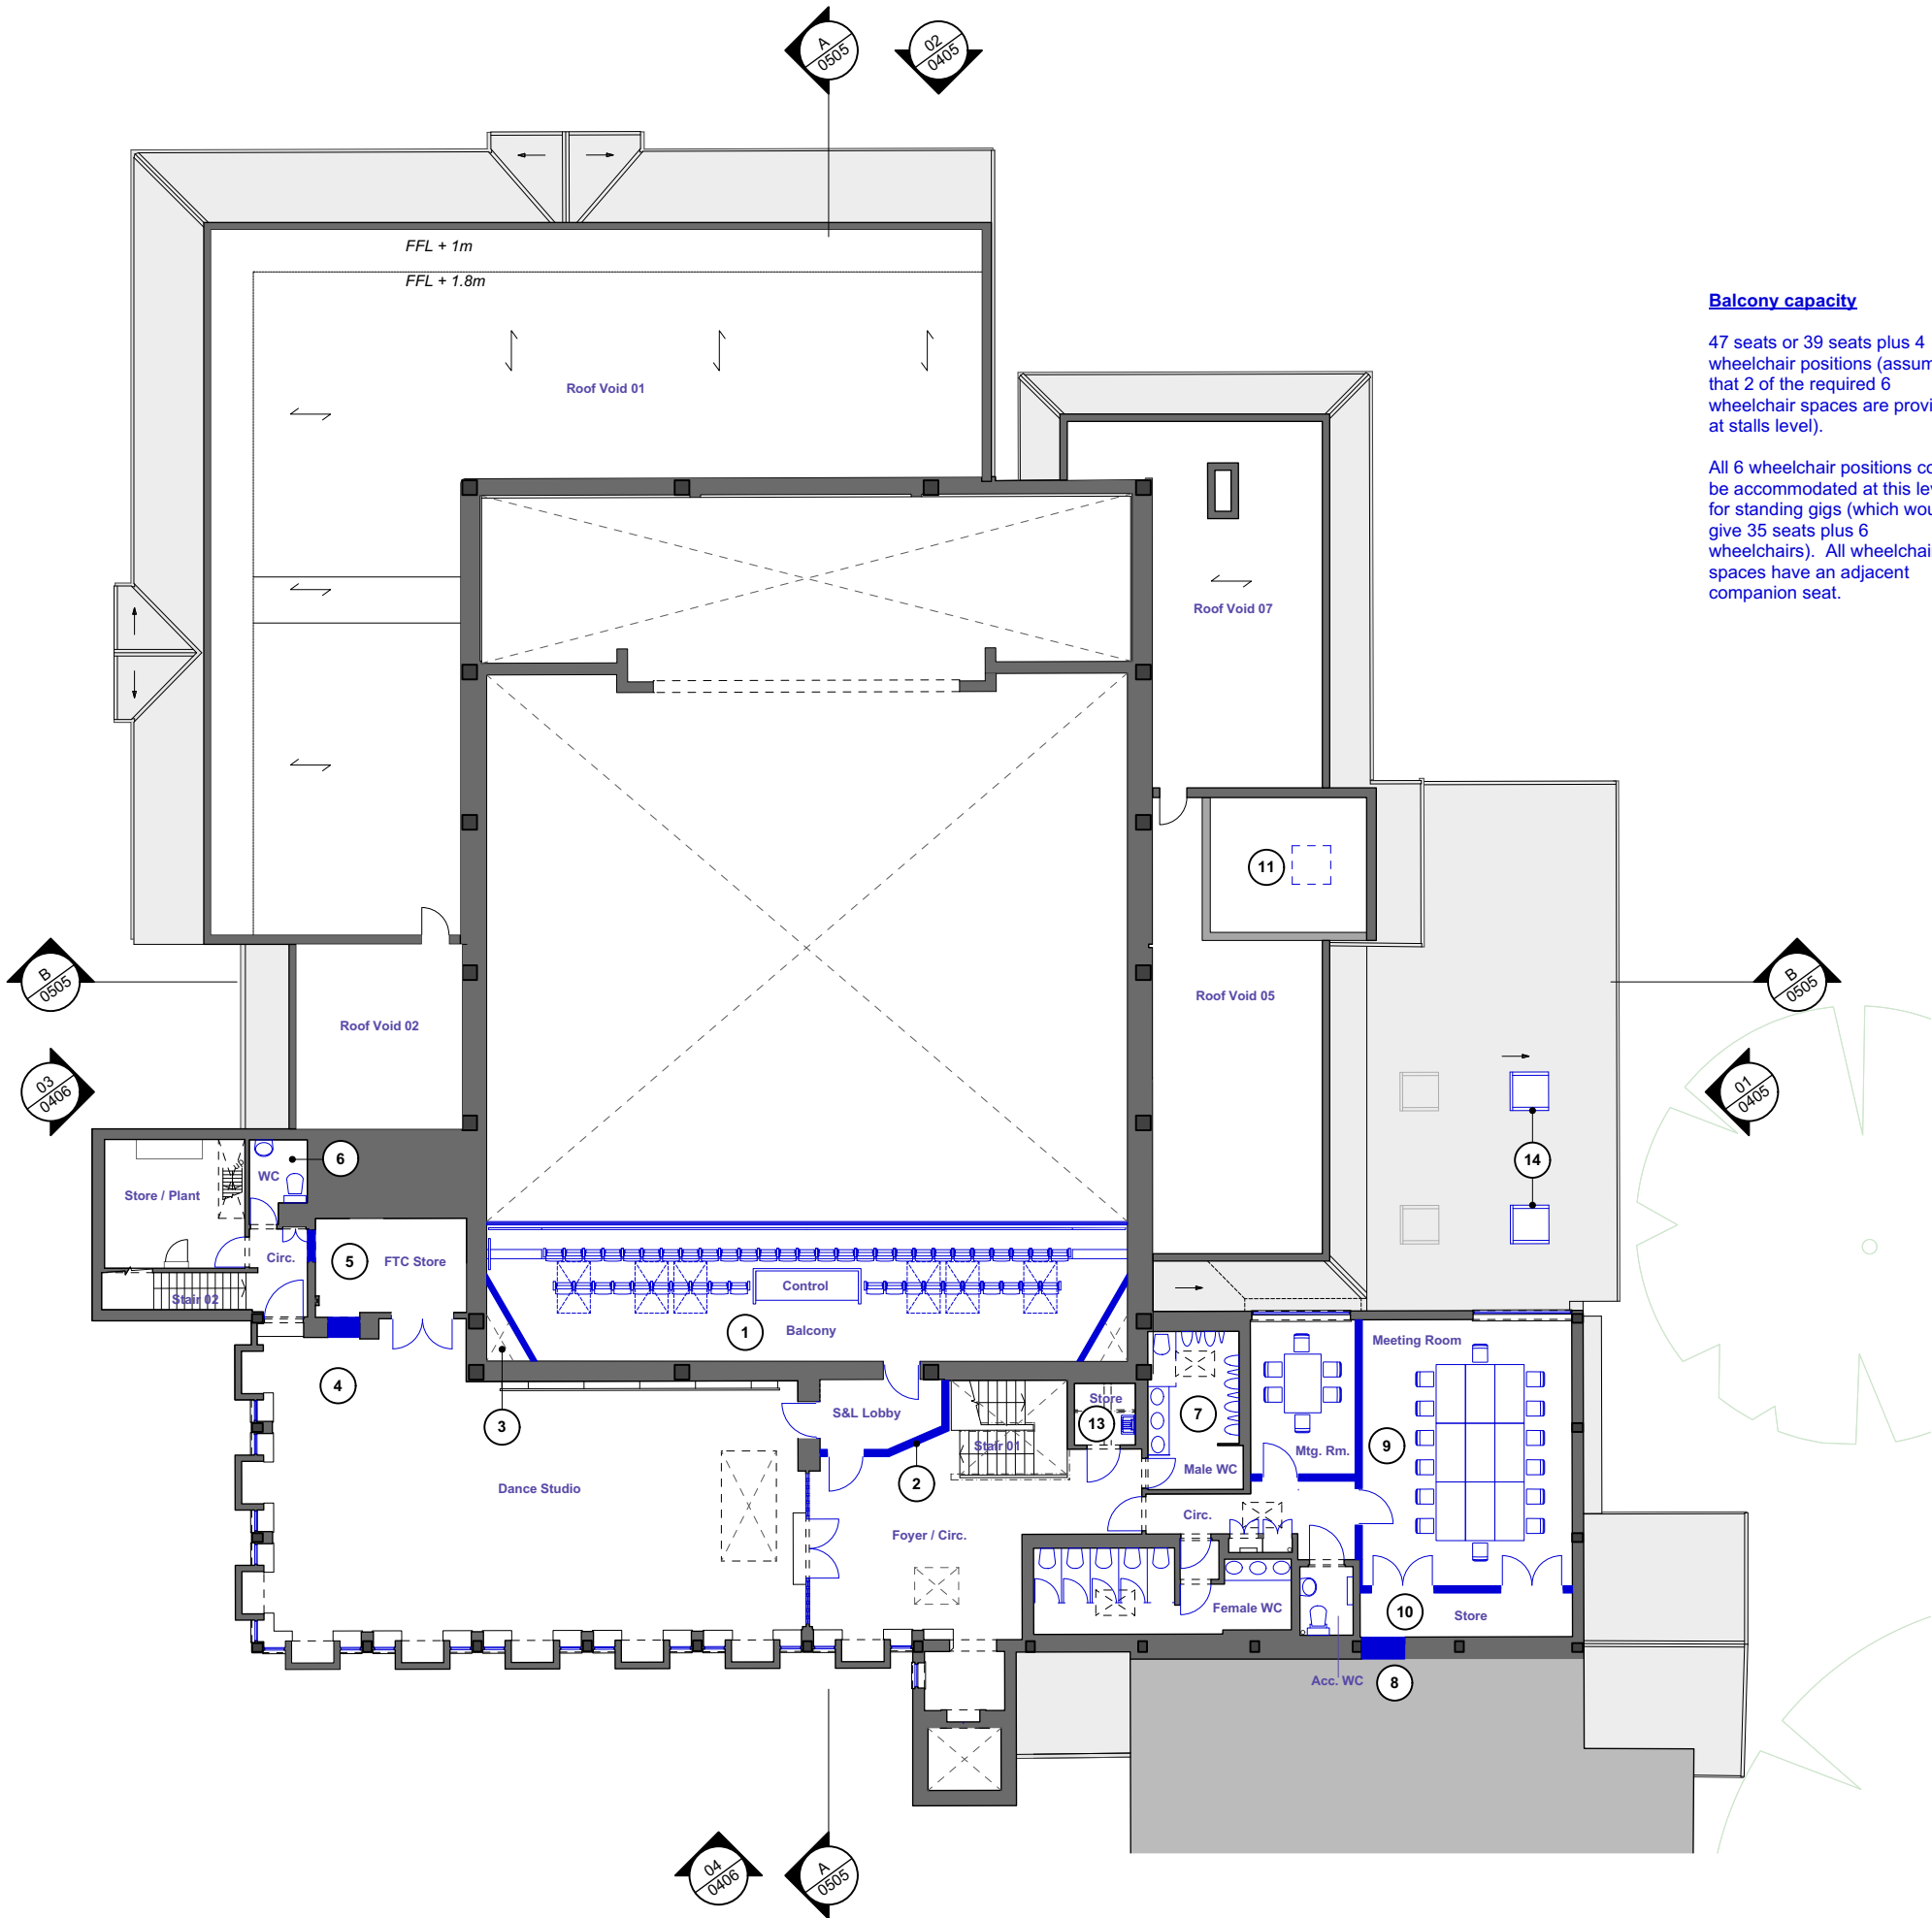 A
0505
02
0405
FFL + 1m
FFL + 1.8m
Roof Void 01
Balcony capacity
47 seats or 39 seats plus 4
wheelchair positions (assum
that 2 of the required 6
wheelchair spaces are provi
at stalls level).
All 6 wheelchair positions co
be accommodated at this lev
for standing gigs (which wou
give 35 seats plus 6
wheelchairs). All wheelchair
spaces have an adjacent
companion seat.
Roof Void 07
11
B
0505
Roof Void 02
Roof Void 05
B
0505
03
0406
01
0405
14
6
WC
Store / Plant
Circ.
5
FTC Store
Stair 02
Control
1
Balcony
4
3
S&L Lobby
Store
13
Stair 01
7
Male WC
Mtg. Rm.
Meeting Room
9
2
Dance Studio
Foyer / Circ.
Circ.
Female WC
10
Store
Acc. WC
8
04
0406
A
0505